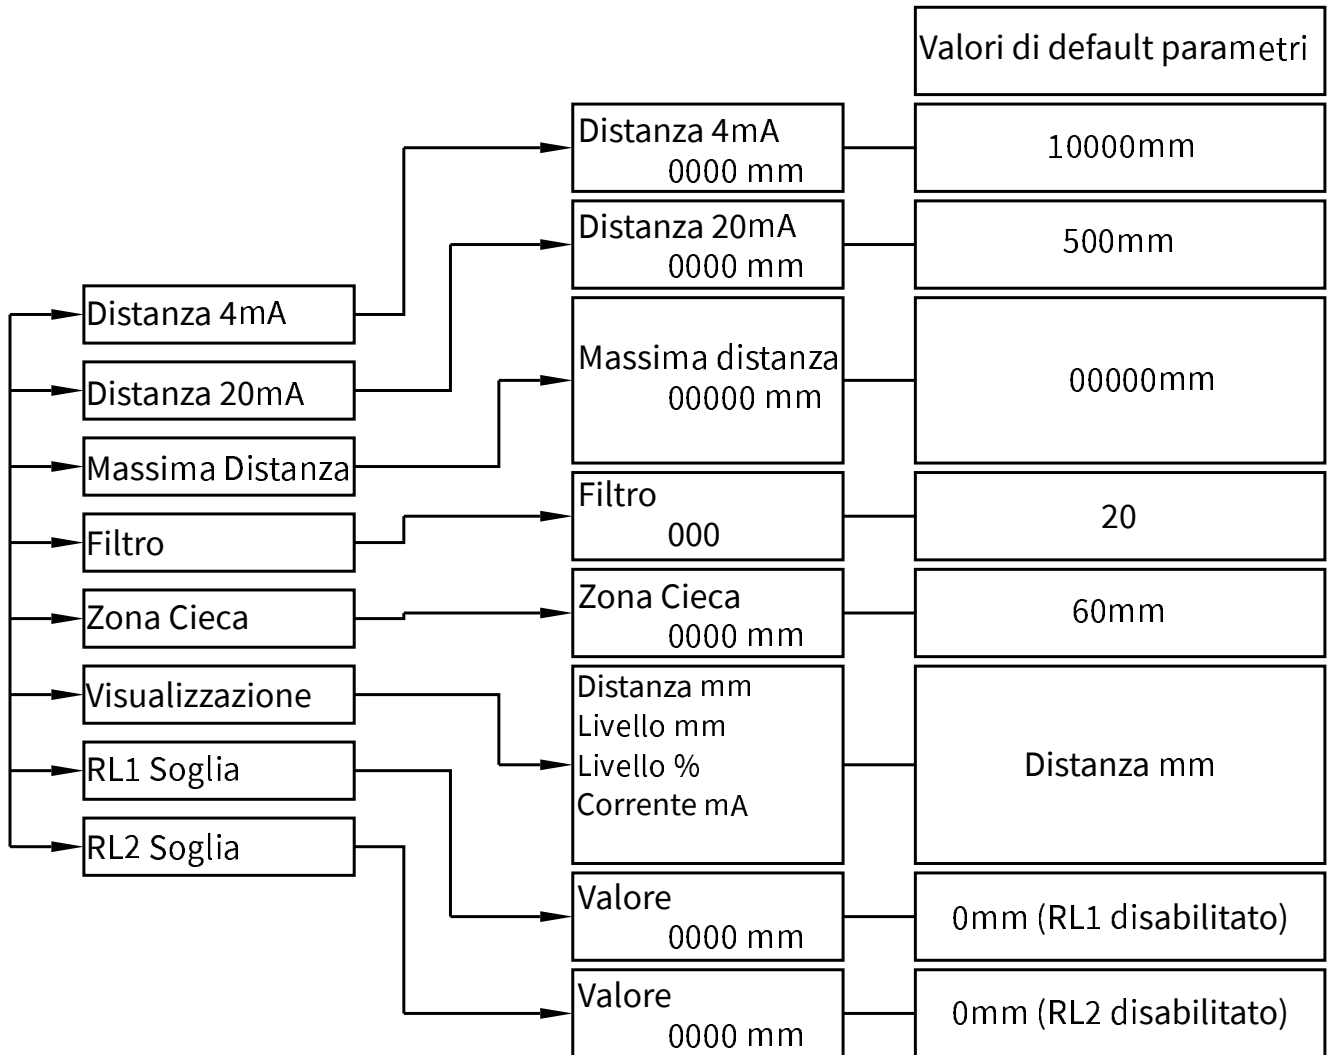 Valori di default parametri
Distanza 4mA
0000 mm
10000mm
Distanza 20mA
0000 mm
500mm
Massima distanza
00000 mm
00000mm
Filtro
000
20
Zona Cieca
0000 mm
60mm
Distanza mm
Livello mm
Livello %
Corrente mA
Distanza mm
Valore
0000 mm
0mm (RL1 disabilitato)
Valore
0000 mm
0mm (RL2 disabilitato)
Distanza 4mA
Distanza 20mA
Massima Distanza
Filtro
Zona Cieca
Visualizzazione
RL1 Soglia
RL2 Soglia